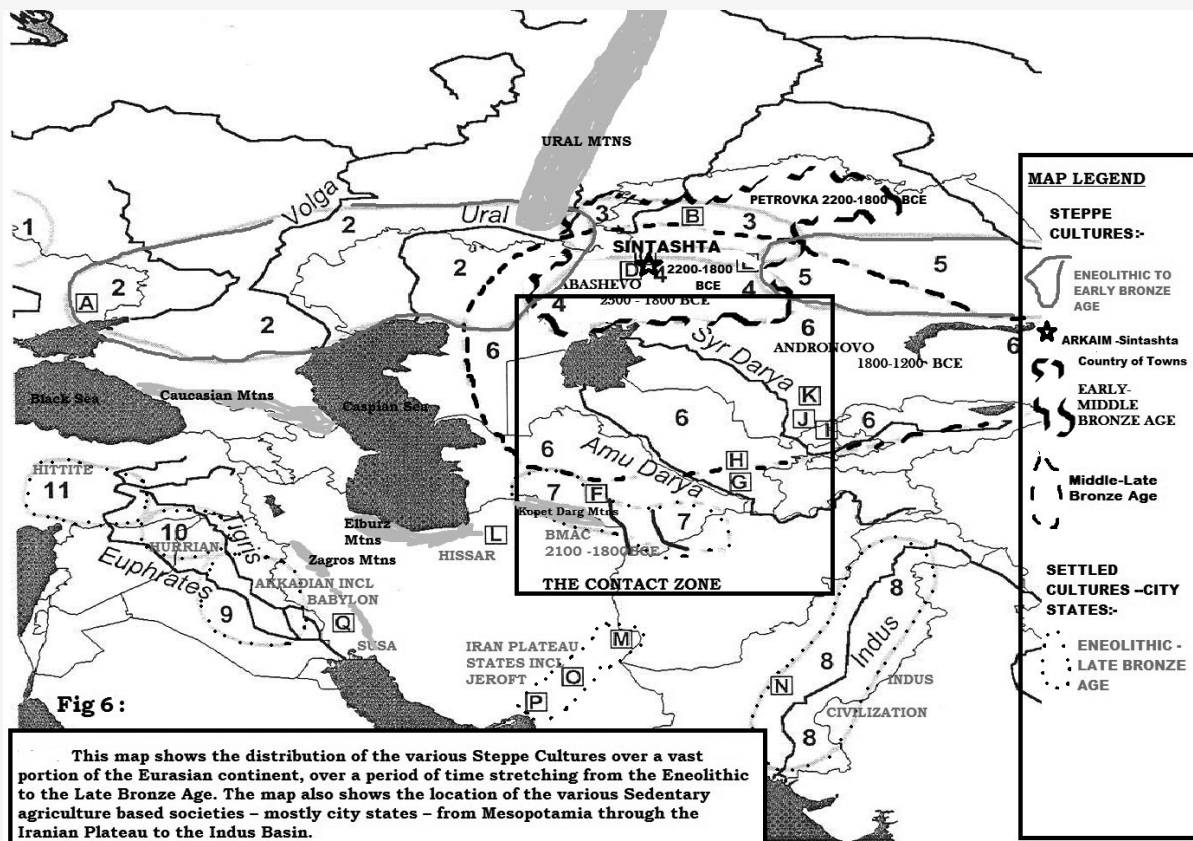 URAL MTNS
Volga
Ural
1
2
2
2
2
A
3
B
3
PETROVKA 2200-1800 BCE
SINTASHTA
D
4
2200-1800
BCE
ABASHEVO
2500 - 1800 BCE
4
4
5
5
6
ANDRONOVO
1800-1200 BCE
6
6
Syr Darya
K
J
I
6
6
6
Amu Darya
H
G
7
F
7
Kopet Darg Mtns
BMAC
2100 -1800 BCE
THE CONTACT ZONE
Black Sea
Caucasian Mtns
Caspian Sea
HITTITE
11
10
HURRIAN
Tigris
Euphrates
Elburz
Mtns
L
HISSAR
Zagros Mtns
AKKADIAN INCL
BABYLON
9
Q
SUSA
IRAN PLATEAU
STATES INCL
JEROFT
M
O
P
N
8
8
8
Indus
INDUS
CIVILIZATION
Fig 6 :
This map shows the distribution of the various Steppe Cultures over a vast
portion of the Eurasian continent, over a period of time stretching from the Eneolithic
to the Late Bronze Age. The map also shows the location of the various Sedentary
agriculture based societies – mostly city states – from Mesopotamia through the
Iranian Plateau to the Indus Basin.
MAP LEGEND
STEPPE
CULTURES:-
ENEOLITHIC TO
EARLY BRONZE
AGE
ARKAIM -Sintashta
Country of Towns
EARLY-
MIDDLE
BRONZE AGE
Middle-Late
Bronze Age
SETTLED
CULTURES –CITY
STATES:-
ENEOLITHIC -
LATE BRONZE
AGE